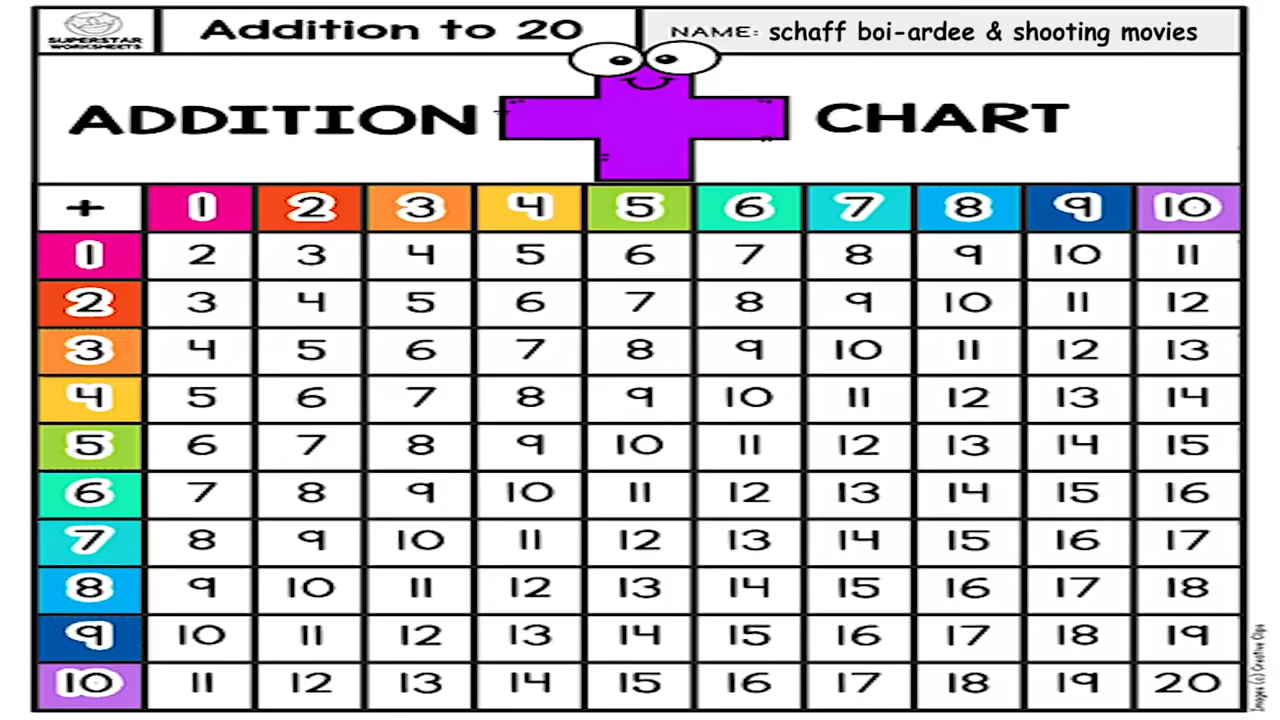 SUPERSTAR
WORKSHEETS
Addition to 20
NAME: schaff boi-ardee & shooting movies
ADDITION CHART
+ 1 2 3 4 5 6 7 8 9 10
1 2 3 4 5 6 7 8 9 10 11
2 3 4 5 6 7 8 9 10 11 12
3 4 5 6 7 8 9 10 11 12 13
4 5 6 7 8 9 10 11 12 13 14
5 6 7 8 9 10 11 12 13 14 15
6 7 8 9 10 11 12 13 14 15 16
7 8 9 10 11 12 13 14 15 16 17
8 9 10 11 12 13 14 15 16 17 18
9 10 11 12 13 14 15 16 17 18 19
10 11 12 13 14 15 16 17 18 19 20
Images (c) Creative Clips